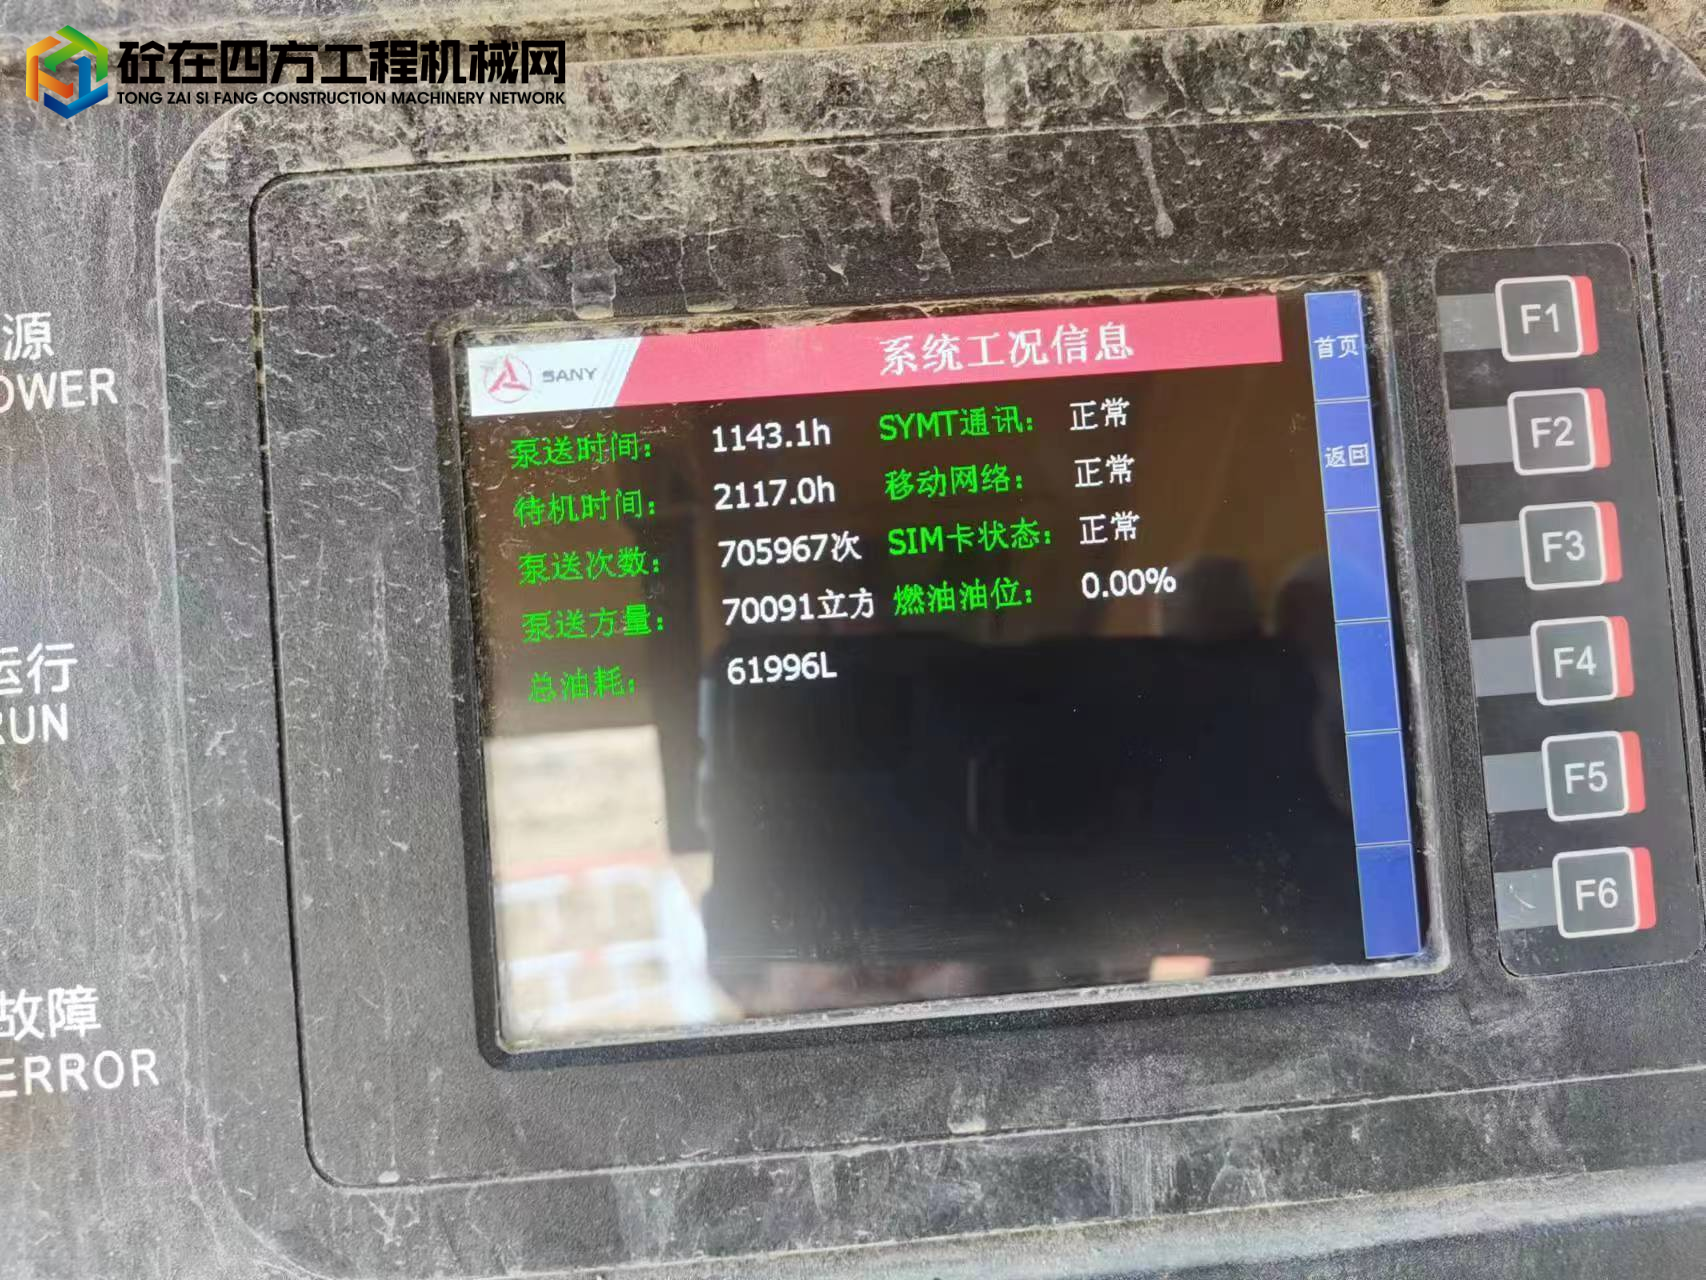 砼在四方工程机械网
TONG ZAI SI FANG CONSTRUCTION MACHINERY NETWORK
源
OWER
运行
RUN
故障
ERROR
SANY
系统工况信息
泵送时间: 1143.1h SYMT通讯: 正常
待机时间: 2117.0h 移动网络: 正常
泵送次数: 705967次 SIM卡状态: 正常
泵送方量: 70091立方 燃油油位: 0.00%
总油耗: 61996L
首页
返回
F1
F2
F3
F4
F5
F6